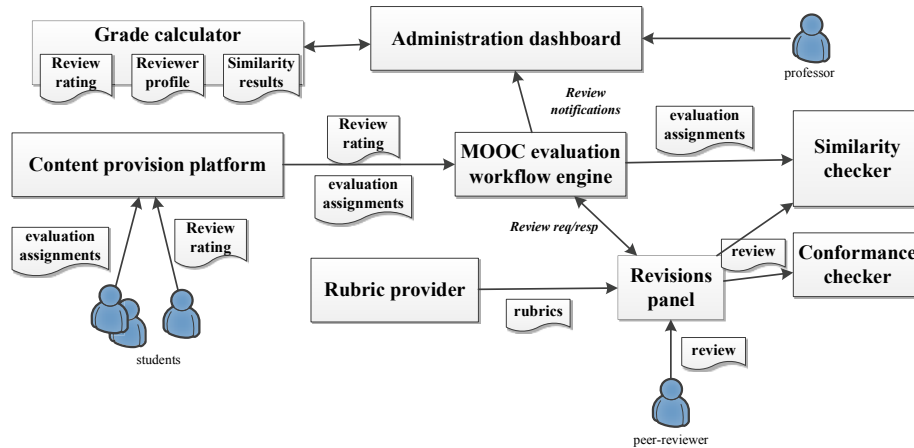 Grade calculator
Review
rating
Reviewer
profile
Similarity
results
Administration dashboard
professor
Review
notifications
Content provision platform
Review
rating
evaluation
assignments
MOOC evaluation
workflow engine
evaluation
assignments
Similarity
checker
evaluation
assignments
Review
rating
students
Review req/resp
Rubric provider
rubrics
Revisions
panel
review
Conformance
checker
review
peer-reviewer